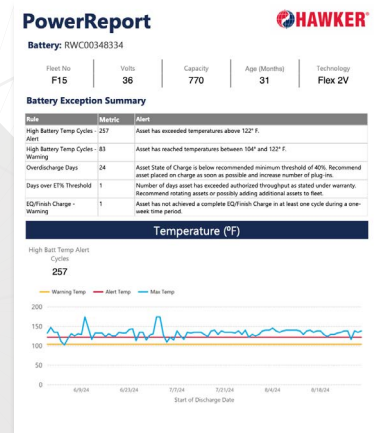 PowerReport
HAWKER®
Battery: RWC00348334
Fleet No
Volts
Capacity
Age (Months)
Technology
F15
36
770
31
Flex 2V
Battery Exception Summary
Rule
Metric
Alert
High Battery Temp Cycles -
Alert
257
Asset has exceeded temperatures above 122° F.
High Battery Temp Cycles -
Warning
83
Asset has reached temperatures between 104° and 122° F.
Overdischarge Days
24
Asset State of Charge is below recommended minimum threshold of 40%. Recommend
asset placed on charge as soon as possible and increase number of plug-ins.
Days over ET% Threshold
1
Number of days asset has exceeded authorized throughput as stated under warranty.
Recommend rotating assets or possibly adding additional assets to fleet.
EQ/Finish Charge -
Warning
1
Asset has not achieved a complete EQ/Finish Charge in at least one cycle during a one-
week time period.
Temperature (ºF)
High Batt Temp Alert
Cycles
257
Warning Temp
Alert Temp
Max Temp
200
150
100
50
0
6/9/24
6/23/24
7/7/24
7/21/24
8/4/24
8/18/24
Start of Discharge Date